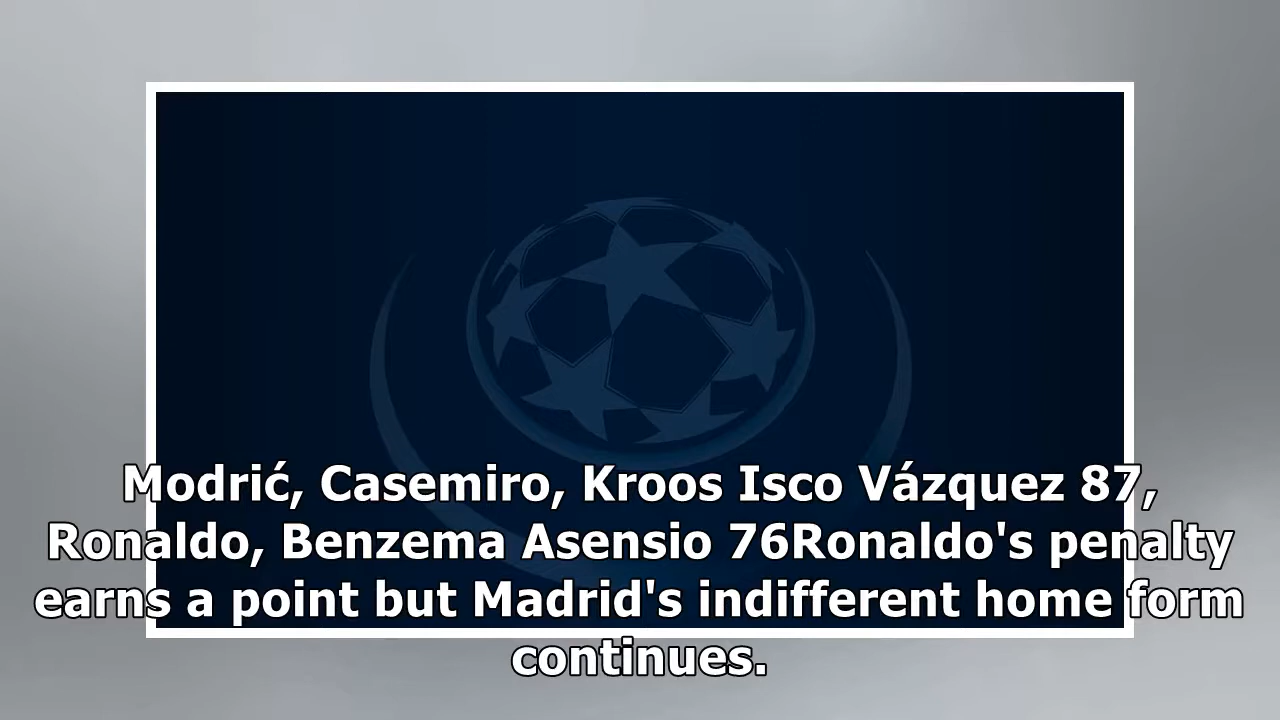 Modrić, Casemiro, Kroos Isco Vázquez 87,
Ronaldo, Benzema Asensio 76Ronaldo's penalty
earns a point but Madrid's indifferent home form
continues.